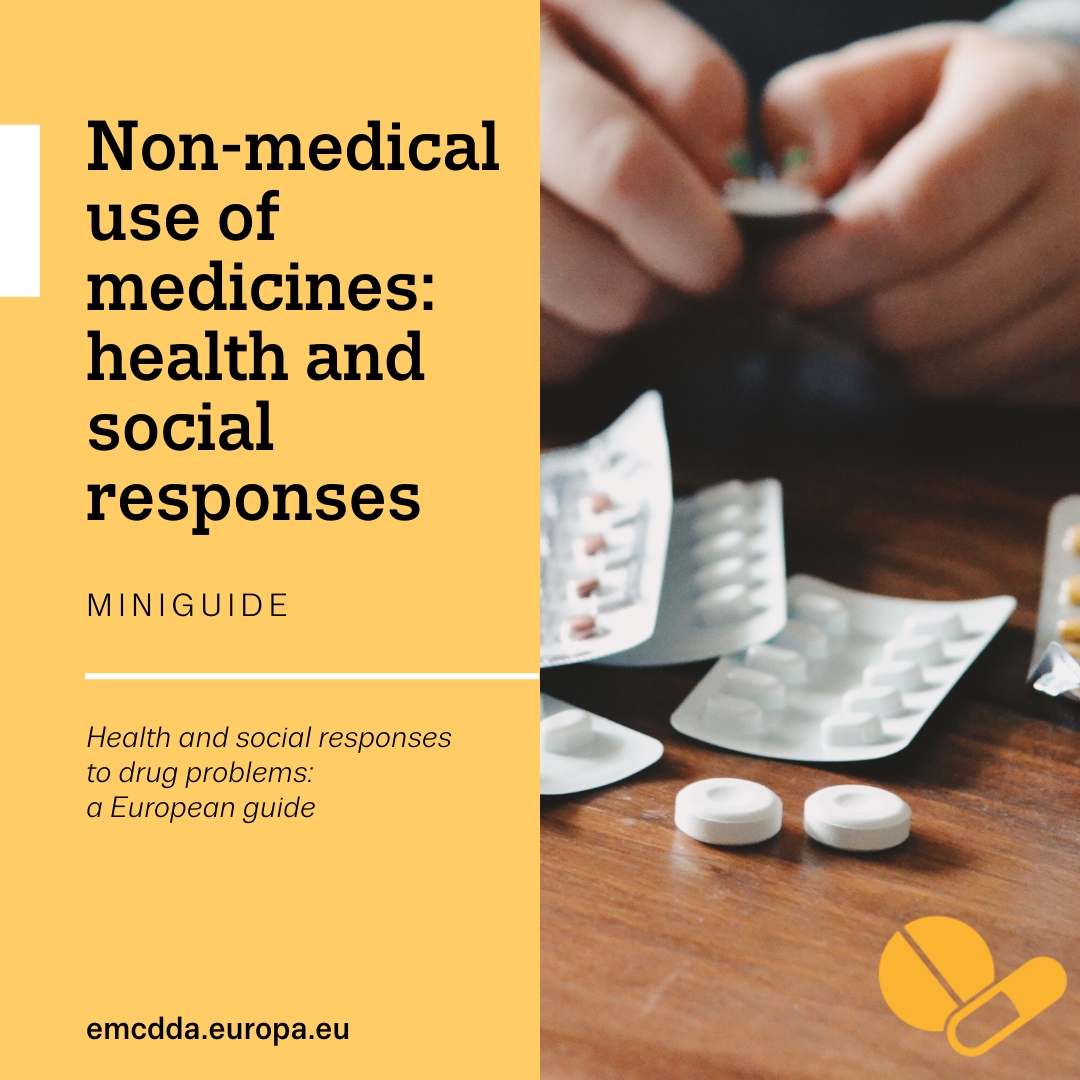 Non-medical
use of
medicines:
health and
social
responses
MINIGUIDE
Health and social responses
to drug problems:
a European guide
emcdda.europa.eu